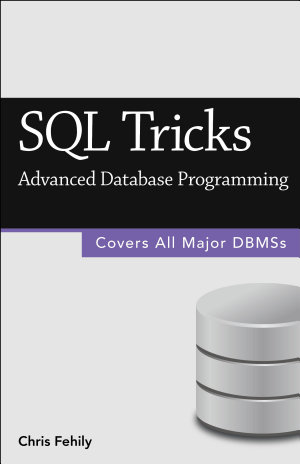 SQL Tricks
Advanced Database Programming
Covers All Major DBMSs
Chris Fehily